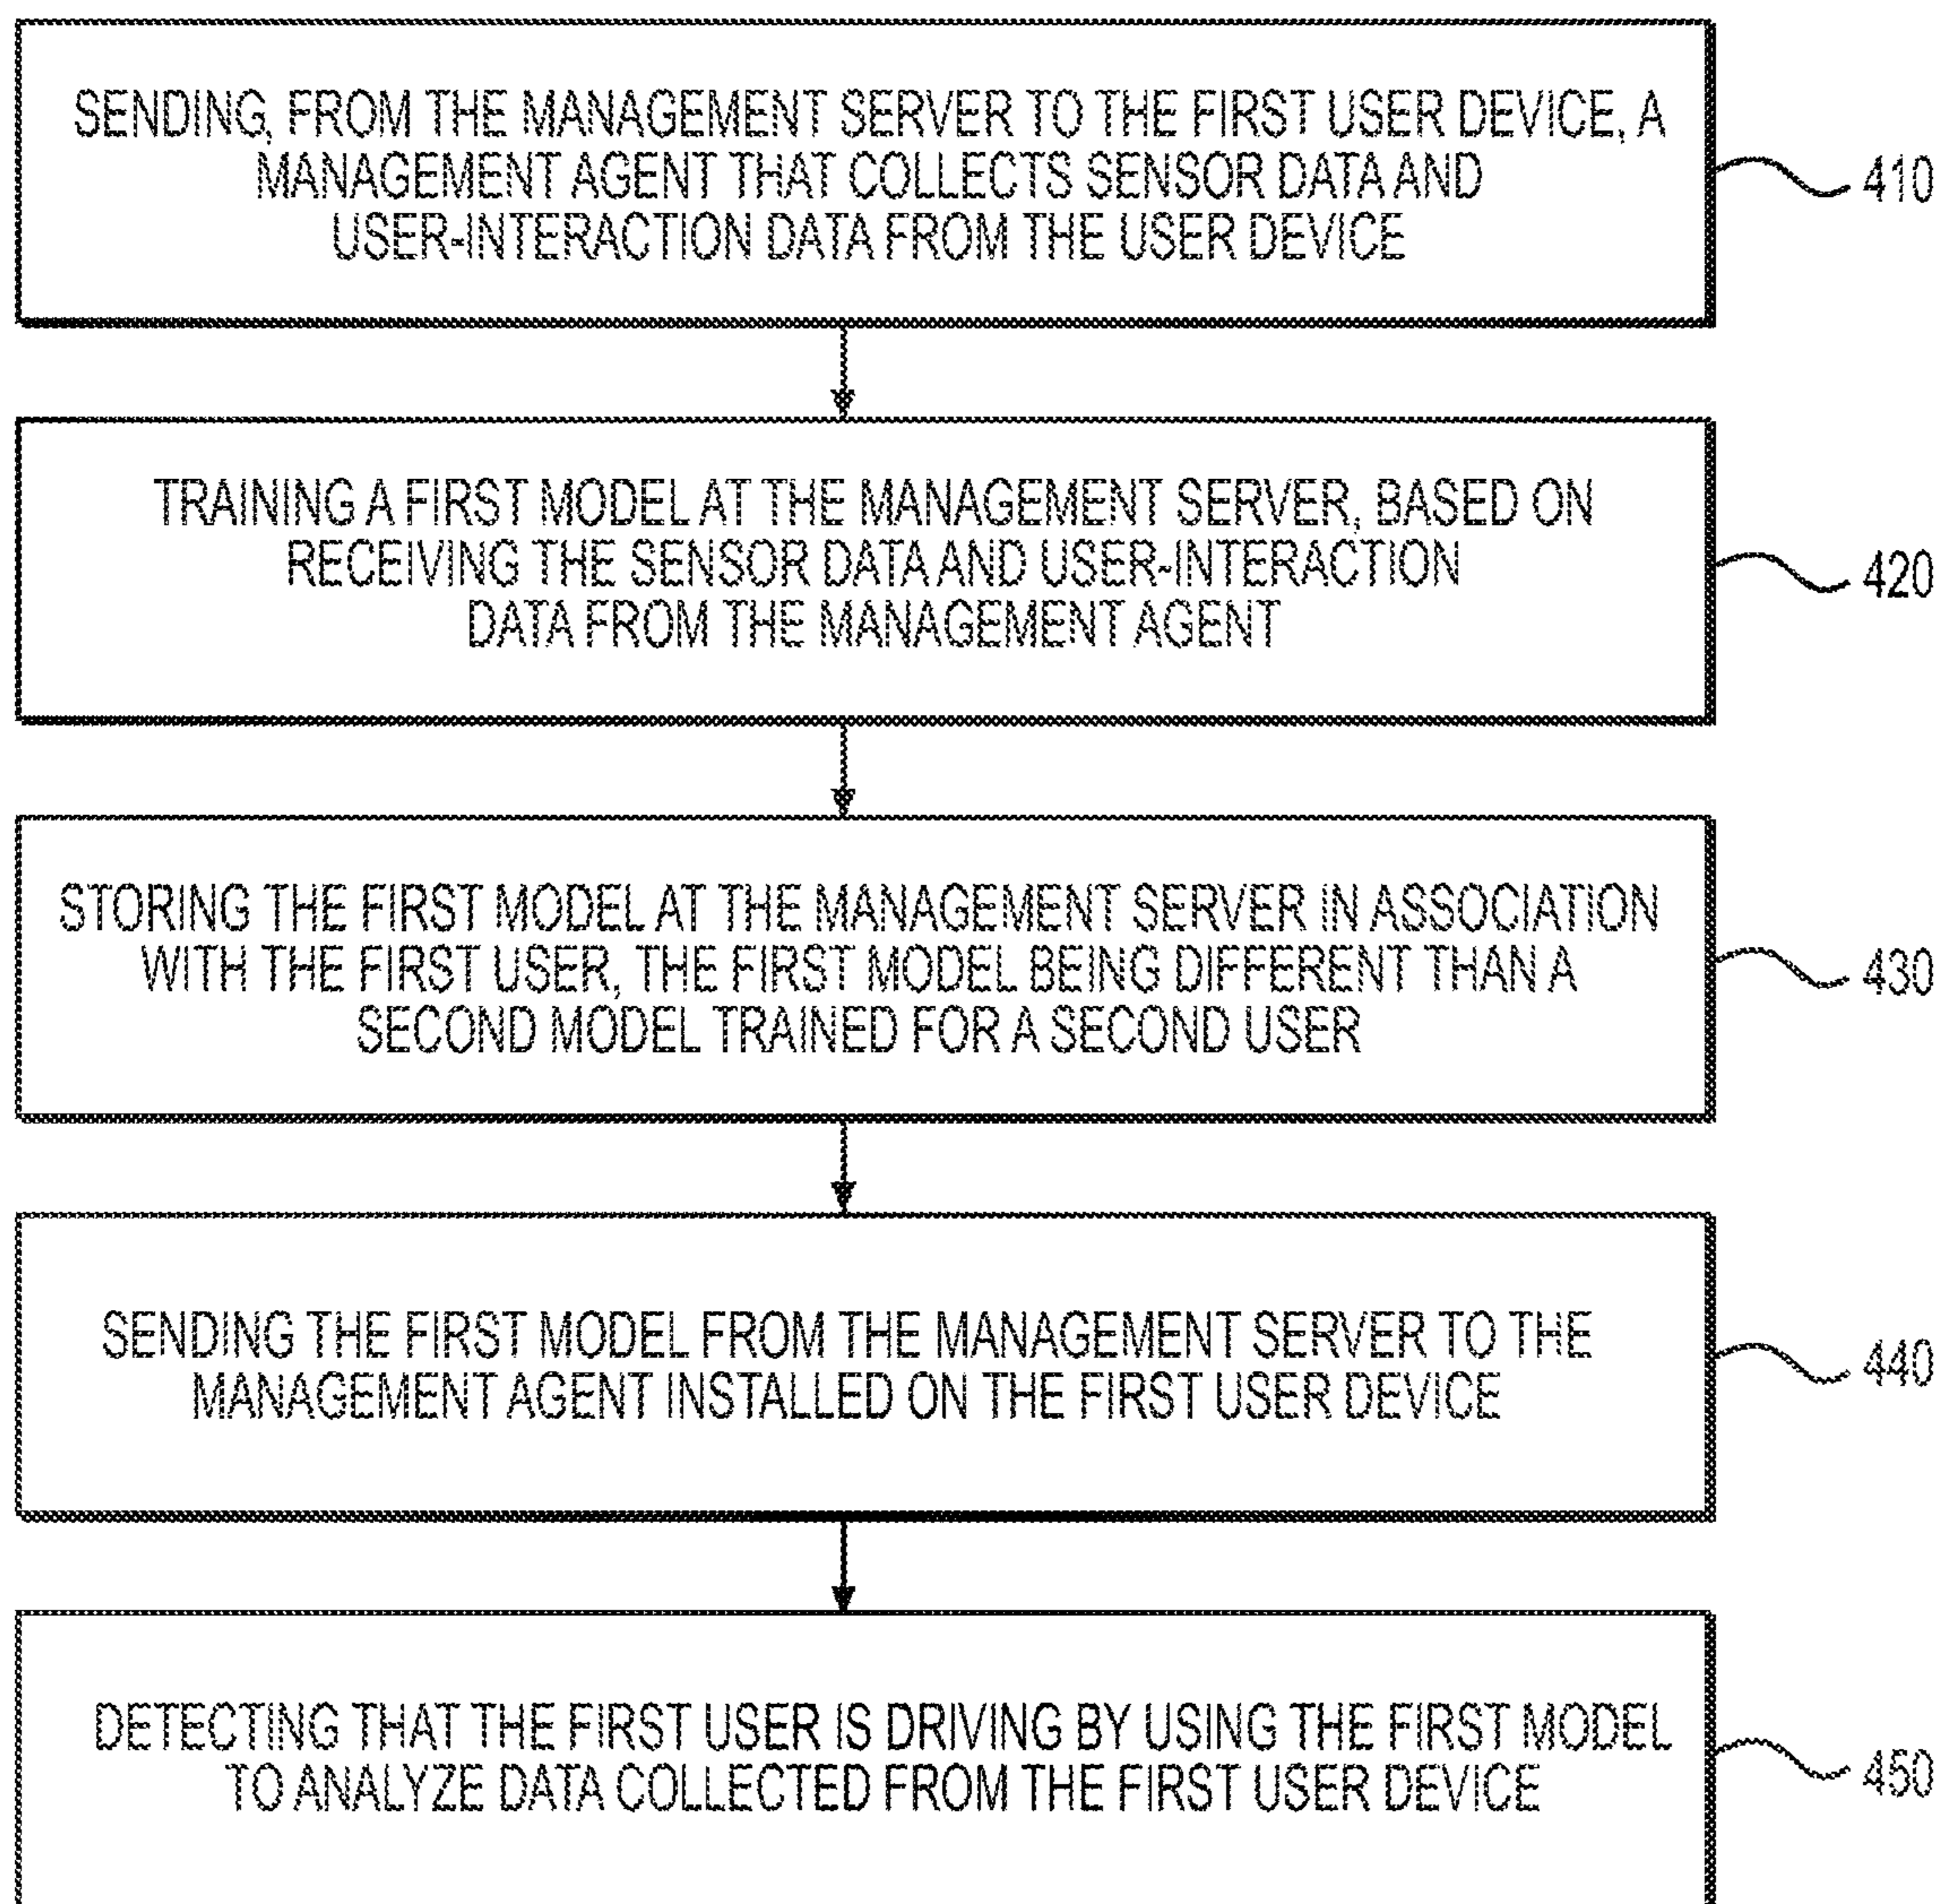 SENDING, FROM THE MANAGEMENT SERVER TO THE FIRST USER DEVICE, A
MANAGEMENT AGENT THAT COLLECTS SENSOR DATA AND
USER-INTERACTION DATA FROM THE USER DEVICE
410
TRAINING A FIRST MODEL AT THE MANAGEMENT SERVER, BASED ON
RECEIVING THE SENSOR DATA AND USER-INTERACTION
DATA FROM THE MANAGEMENT AGENT
420
STORING THE FIRST MODEL AT THE MANAGEMENT SERVER IN ASSOCIATION
WITH THE FIRST USER, THE FIRST MODEL BEING DIFFERENT THAN A
SECOND MODEL TRAINED FOR A SECOND USER
430
SENDING THE FIRST MODEL FROM THE MANAGEMENT SERVER TO THE
MANAGEMENT AGENT INSTALLED ON THE FIRST USER DEVICE
440
DETECTING THAT THE FIRST USER IS DRIVING BY USING THE FIRST MODEL
TO ANALYZE DATA COLLECTED FROM THE FIRST USER DEVICE
450